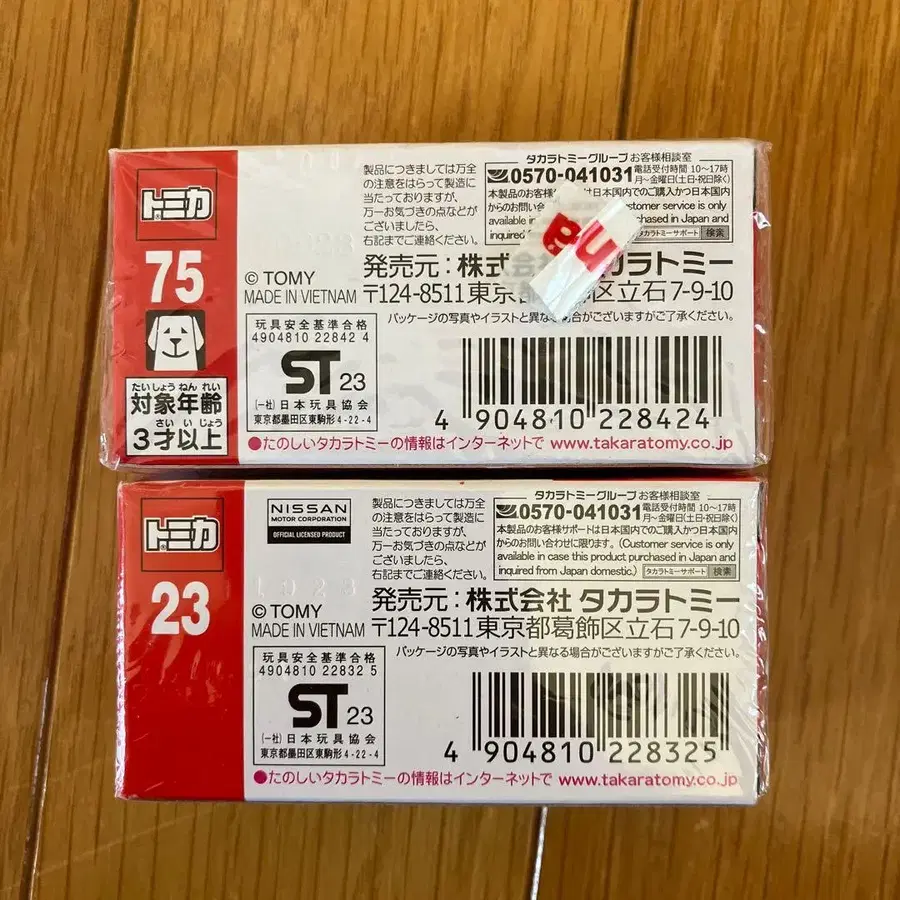 トミカ
75
たいしょうねんれい
対象年齢
さいいじょう
3才以上
製品につきましては万全
の注意をはらって製造に
当たっておりますが、
万一お気づきの点などが
ございましたら、
右記までご連絡ください。
タカラトミーグループ お客様相談室
0570-041031 電話受付時間 10〜17時
月〜金曜日(土・日・祝日除く)
本製品のお客様サポートは日本国内でのご購入かつ日本国内
からのお問い合わ
Customer service is only
available in
purchased in Japan and
inquired
タカラトミーサポート 検索
© TOMY
MADE IN VIETNAM
発売元：株式会 カラトミー
〒124-8511 東京 飾区立石7-9-10
パッケージの写真やイラストと異なる場合がございますがご了承ください。
玩具安全基準合格
4904810 22842 4
ST 23
(一社)日本玩具協会
東京都墨田区東駒形4-22-4
4 904810 228424
●たのしいタカラトミーの情報はインターネットで www.takaratomy.co.jp
トミカ
23
NISSAN
MOTOR CORPORATION
OFFICIAL LICENSED PRODUCT
製品につきましては万全
の注意をはらって製造に
当たっておりますが、
万一お気づきの点などが
ございましたら、
右記までご連絡ください。
タカラトミーグループ お客様相談室
0570-041031 電話受付時間 10〜17時
月〜金曜日(土・日・祝日除く)
本製品のお客様サポートは日本国内でのご購入かつ日本国内
からのお問い合わせに限ります。(Customer service is only
available in case this product purchased in Japan and
inquired from Japan domestic.) タカラトミーサポート 検索
© TOMY
MADE IN VIETNAM
発売元：株式会社 タカラトミー
〒124-8511 東京都葛飾区立石7-9-10
パッケージの写真やイラストと異なる場合がございますがご了承ください。
玩具安全基準合格
4904810 22832 5
ST 23
(一社)日本玩具協会
東京都墨田区東駒形4-22-4
4 904810 228325
●たのしいタカラトミーの情報はインターネットで www.takaratomy.co.jp